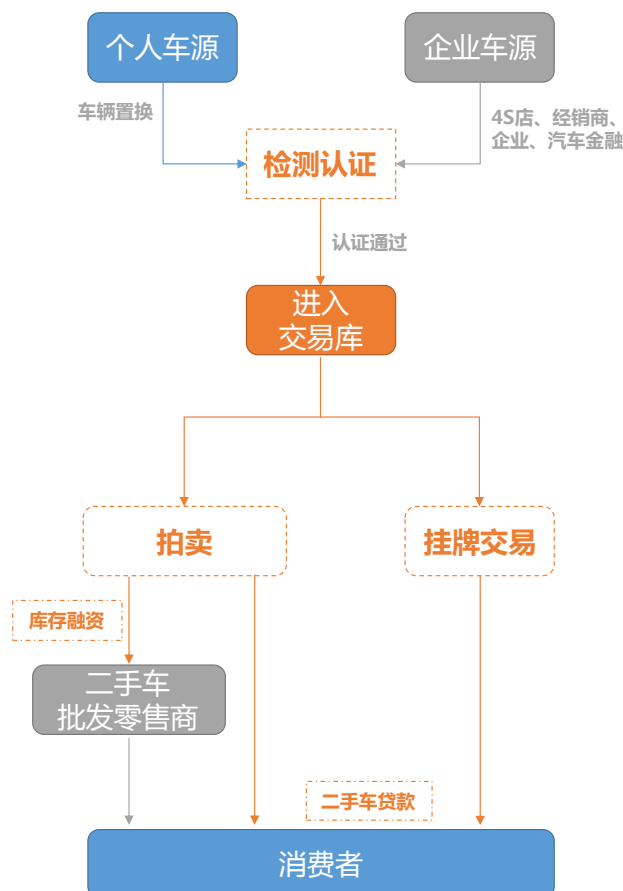 个人车源
企业车源
车辆置换
4S店、经销商、
企业、汽车金融
检测认证
认证通过
进入
交易库
拍卖
挂牌交易
库存融资
二手车
批发零售商
二手车贷款
消费者